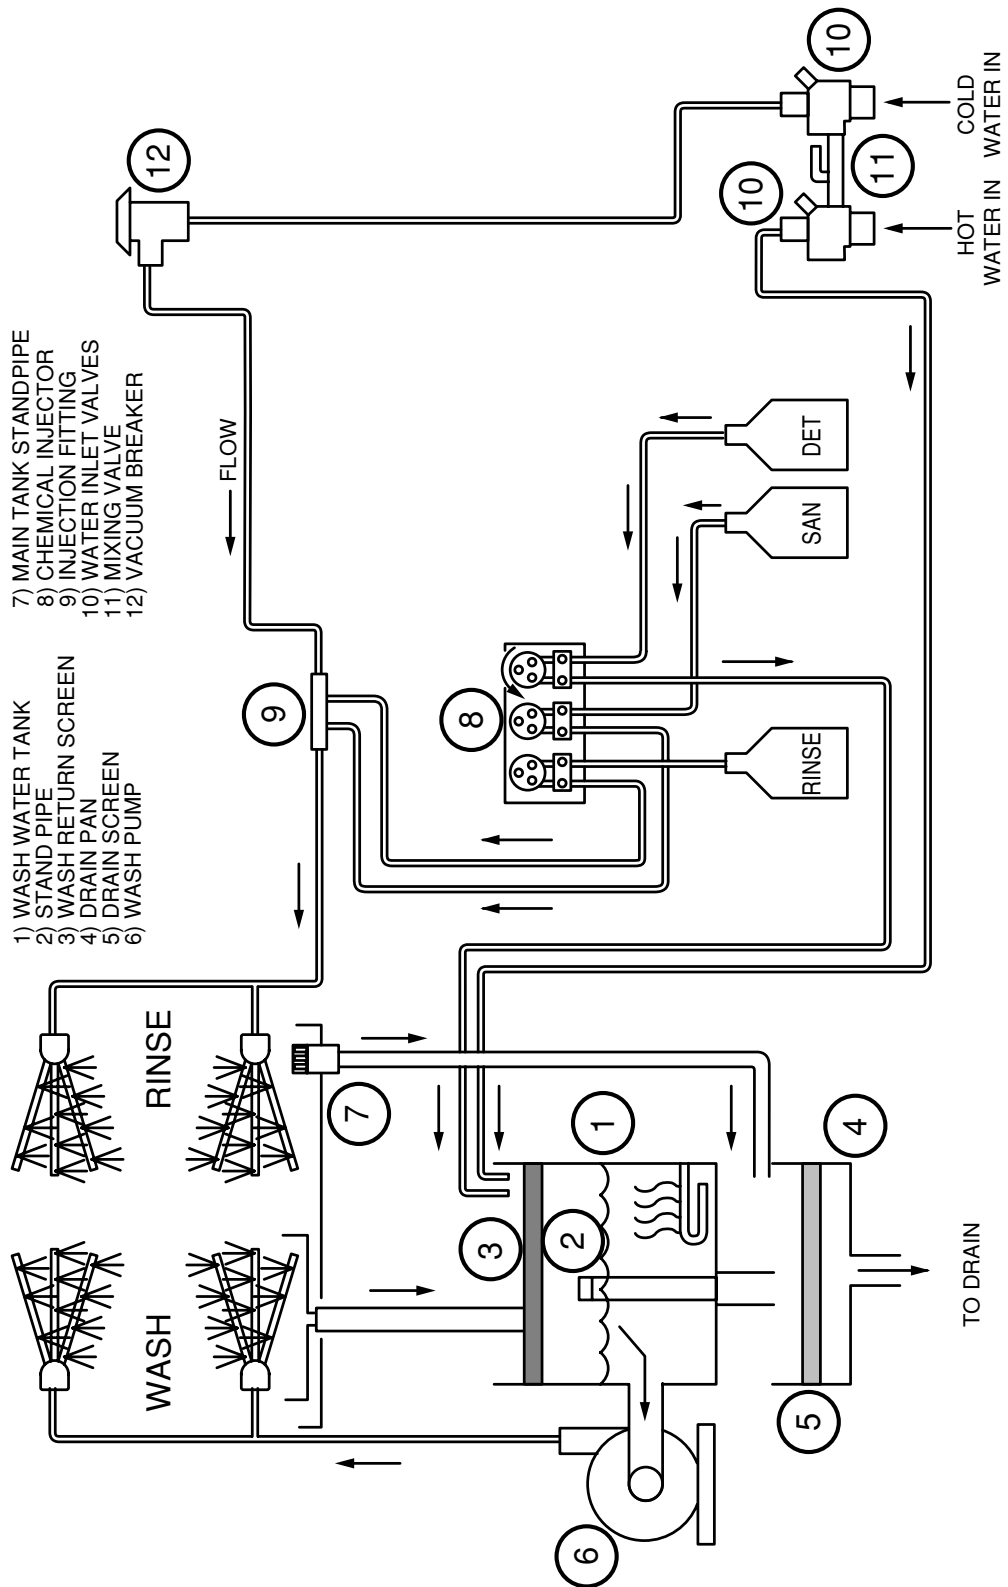 1) WASH WATER TANK
2) STAND PIPE
3) WASH RETURN SCREEN
4) DRAIN PAN
5) DRAIN SCREEN
6) WASH PUMP
7) MAIN TANK STANDPIPE
8) CHEMICAL INJECTOR
9) INJECTION FITTING
10) WATER INLET VALVES
11) MIXING VALVE
12) VACUUM BREAKER
WASH
RINSE
FLOW
12
9
7
8
10
10
11
HOT
WATER IN
COLD
WATER IN
DET
SAN
RINSE
3
2
1
6
5
4
TO DRAIN